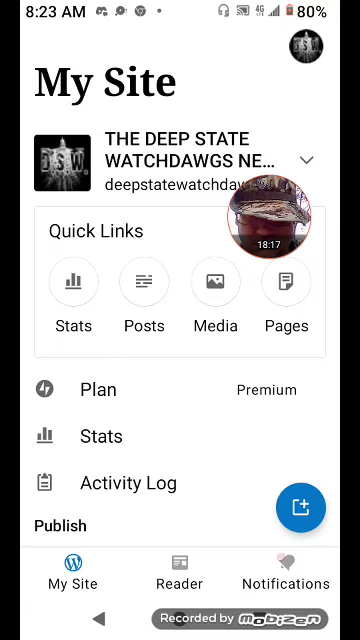 8:23 AM
80%
My Site
D.S.W.
THE DEEP STATE
WATCHDAWGS NE...
deepstatewatchdaw
18:17
Quick Links
Stats
Posts
Media
Pages
Plan
Premium
Stats
Activity Log
Publish
My Site
Reader
Notifications
Recorded by mobizen